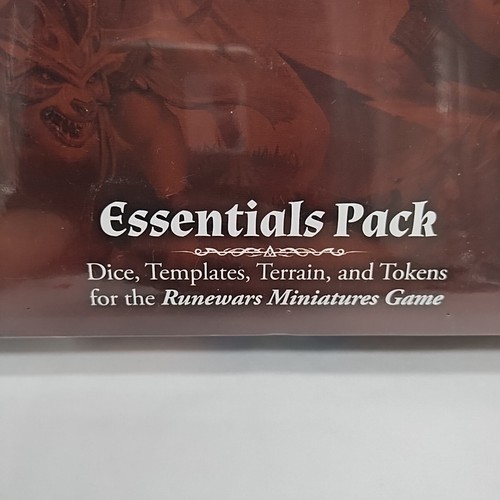 Essentials Pack
Dice, Templates, Terrain, and Tokens
for the Runewars Miniatures Game